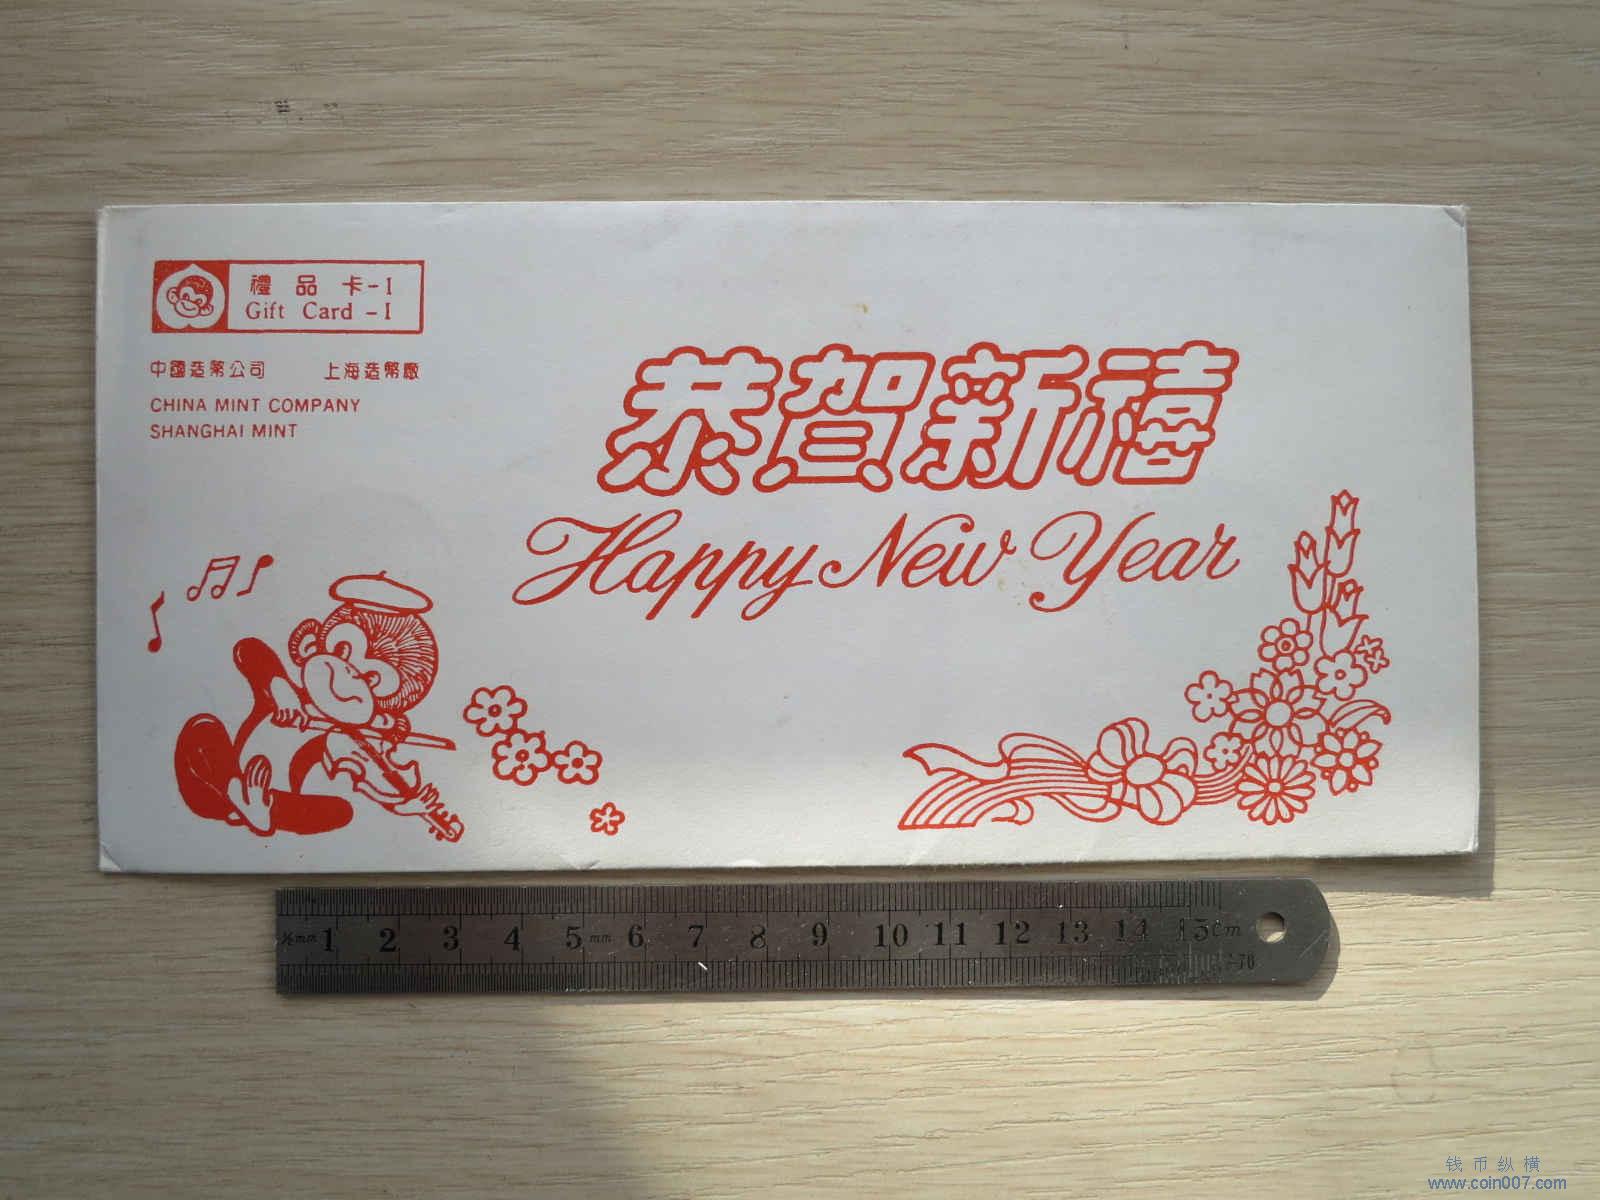 禮品卡-I
Gift Card -I
中國造幣公司 上海造幣廠
CHINA MINT COMPANY
SHANGHAI MINT
恭賀新禧
Happy New Year
½mm 1 2 3 4 5 mm 6 7 8 9 10 11 12 13 14 15cm
钱币纵横
www.coin007.com